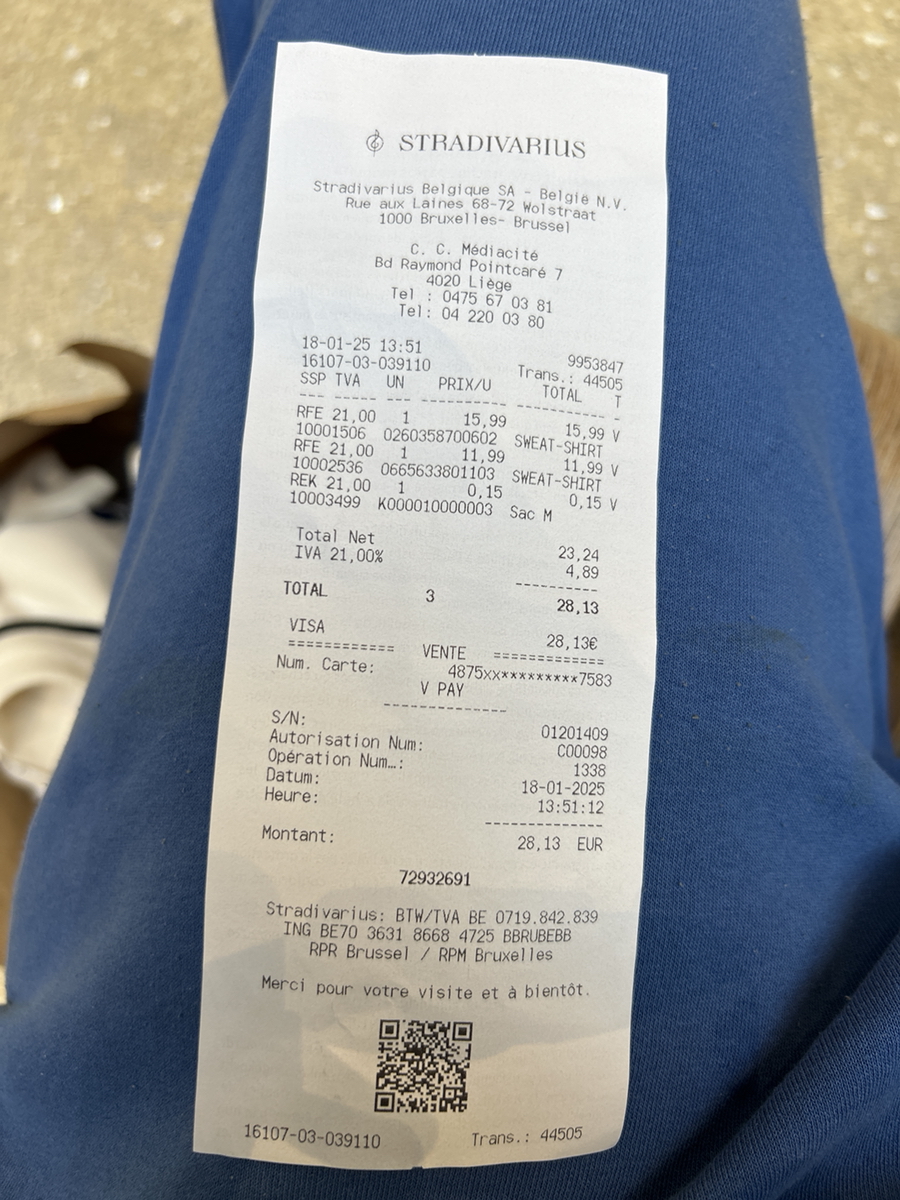 STRADIVARIUS
Stradivarius Belgique SA - België N.V.
Rue aux Laines 68-72 Wolstraat
1000 Bruxelles- Brussel
C. C. Médiacité
Bd Raymond Pointcaré 7
4020 Liège
Tel : 0475 67 03 81
Tel: 04 220 03 80
18-01-25 13:51 9953847
16107-03-039110 Trans.: 44505
SSP TVA UN PRIX/U TOTAL T
RFE 21,00 1 15,99 15,99 V
10001506 0260358700602 SWEAT-SHIRT
RFE 21,00 1 11,99 11,99 V
10002536 0665633801103 SWEAT-SHIRT
REK 21,00 1 0,15 0,15 V
10003499 K000010000003 Sac M
Total Net 23,24
IVA 21,00% 4,89
TOTAL 3 28,13
VISA 28,13€
============ VENTE =============
Num. Carte: 4875xx*********7583
V PAY
S/N: 01201409
Autorisation Num: C00098
Opération Num…: 1338
Datum: 18-01-2025
Heure: 13:51:12
Montant: 28,13 EUR
72932691
Stradivarius: BTW/TVA BE 0719.842.839
ING BE70 3631 8668 4725 BBRUBEBB
RPR Brussel / RPM Bruxelles
Merci pour votre visite et à bientôt.
16107-03-039110 Trans.: 44505